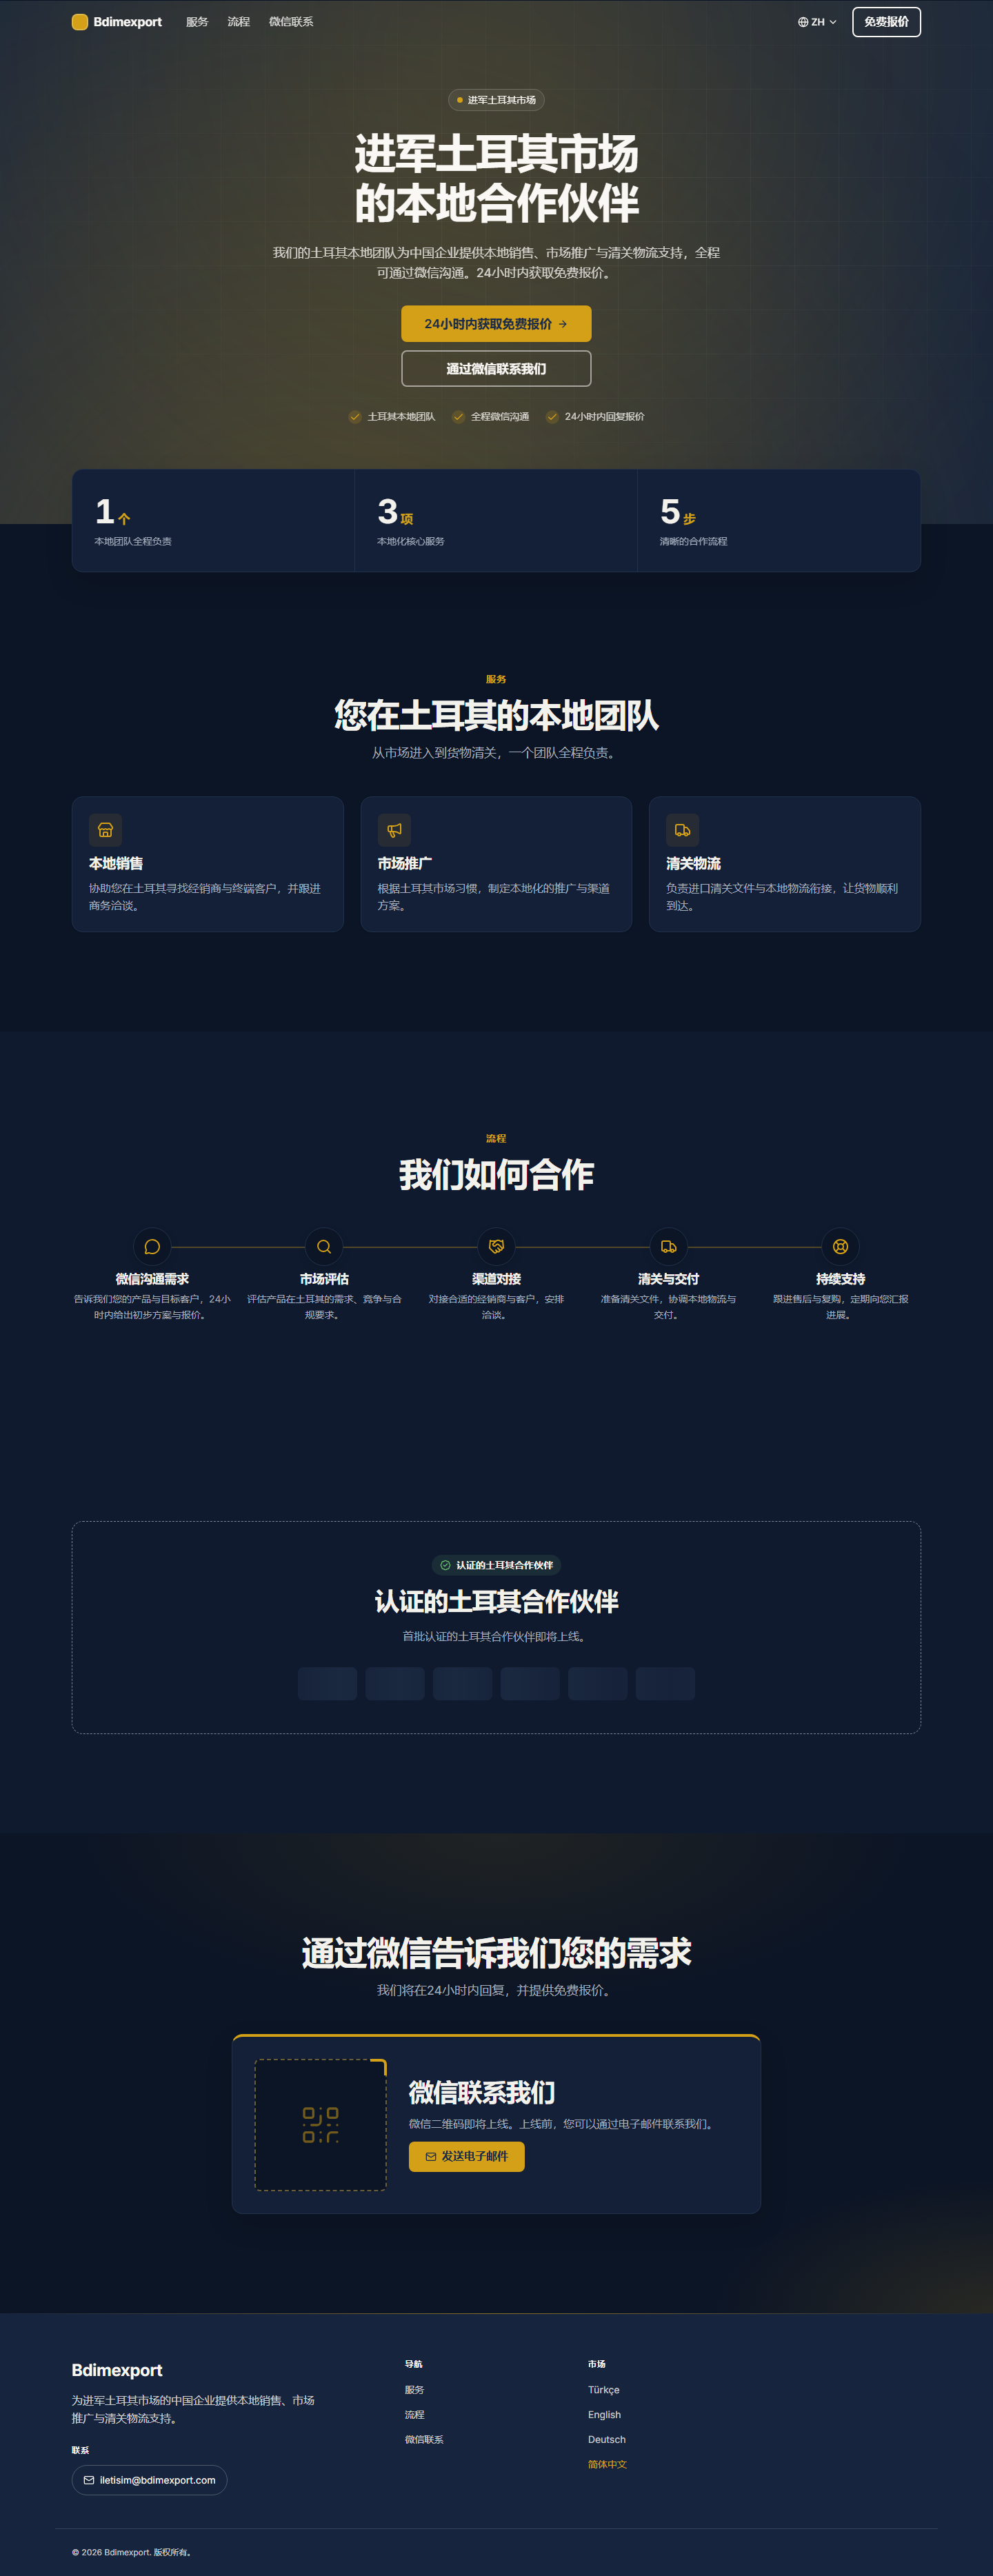 Bdimexport 服务 流程 微信联系 ZH 免费报价
进军土耳其市场
进军土耳其市场
的本地合作伙伴
我们的土耳其本地团队为中国企业提供本地销售、市场推广与清关物流支持，全程
可通过微信沟通。24小时内获取免费报价。
24小时内获取免费报价
通过微信联系我们
土耳其本地团队 全程微信沟通 24小时内回复报价
1个 3项 5步
本地团队全程负责 本地化核心服务 清晰的合作流程
服务
您在土耳其的本地团队
从市场进入到货物清关，一个团队全程负责。
本地销售
协助您在土耳其寻找经销商与终端客户，并跟进
商务洽谈。
市场推广
根据土耳其市场习惯，制定本地化的推广与渠道
方案。
清关物流
负责进口清关文件与本地物流衔接，让货物顺利
到达。
流程
我们如何合作
微信沟通需求
告诉我们您的产品与目标客户，24小
时内给出初步方案与报价。
市场评估
评估产品在土耳其的需求、竞争与合
规要求。
渠道对接
对接合适的经销商与客户，安排
洽谈。
清关与交付
准备清关文件，协调本地物流与
交付。
持续支持
跟进售后与复购，定期向您汇报
进展。
认证的土耳其合作伙伴
认证的土耳其合作伙伴
首批认证的土耳其合作伙伴即将上线。
通过微信告诉我们您的需求
我们将在24小时内回复，并提供免费报价。
微信联系我们
微信二维码即将上线。上线前，您可以通过电子邮件联系我们。
发送电子邮件
Bdimexport
为进军土耳其市场的中国企业提供本地销售、市场
推广与清关物流支持。
联系
iletisim@bdimexport.com
导航
服务
流程
微信联系
市场
Türkçe
English
Deutsch
简体中文
© 2026 Bdimexport. 版权所有。